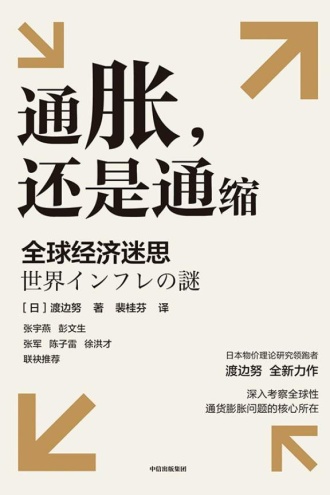 通胀，
还是通缩
全球经济迷思
世界インフレの謎
［日］渡边努 著 裴桂芬 译
张宇燕 彭文生
张军 陈子雷 徐洪才
联袂推荐
日本物价理论研究领跑者
渡边努 全新力作
深入考察全球性
通货膨胀问题的核心所在
中信出版集团